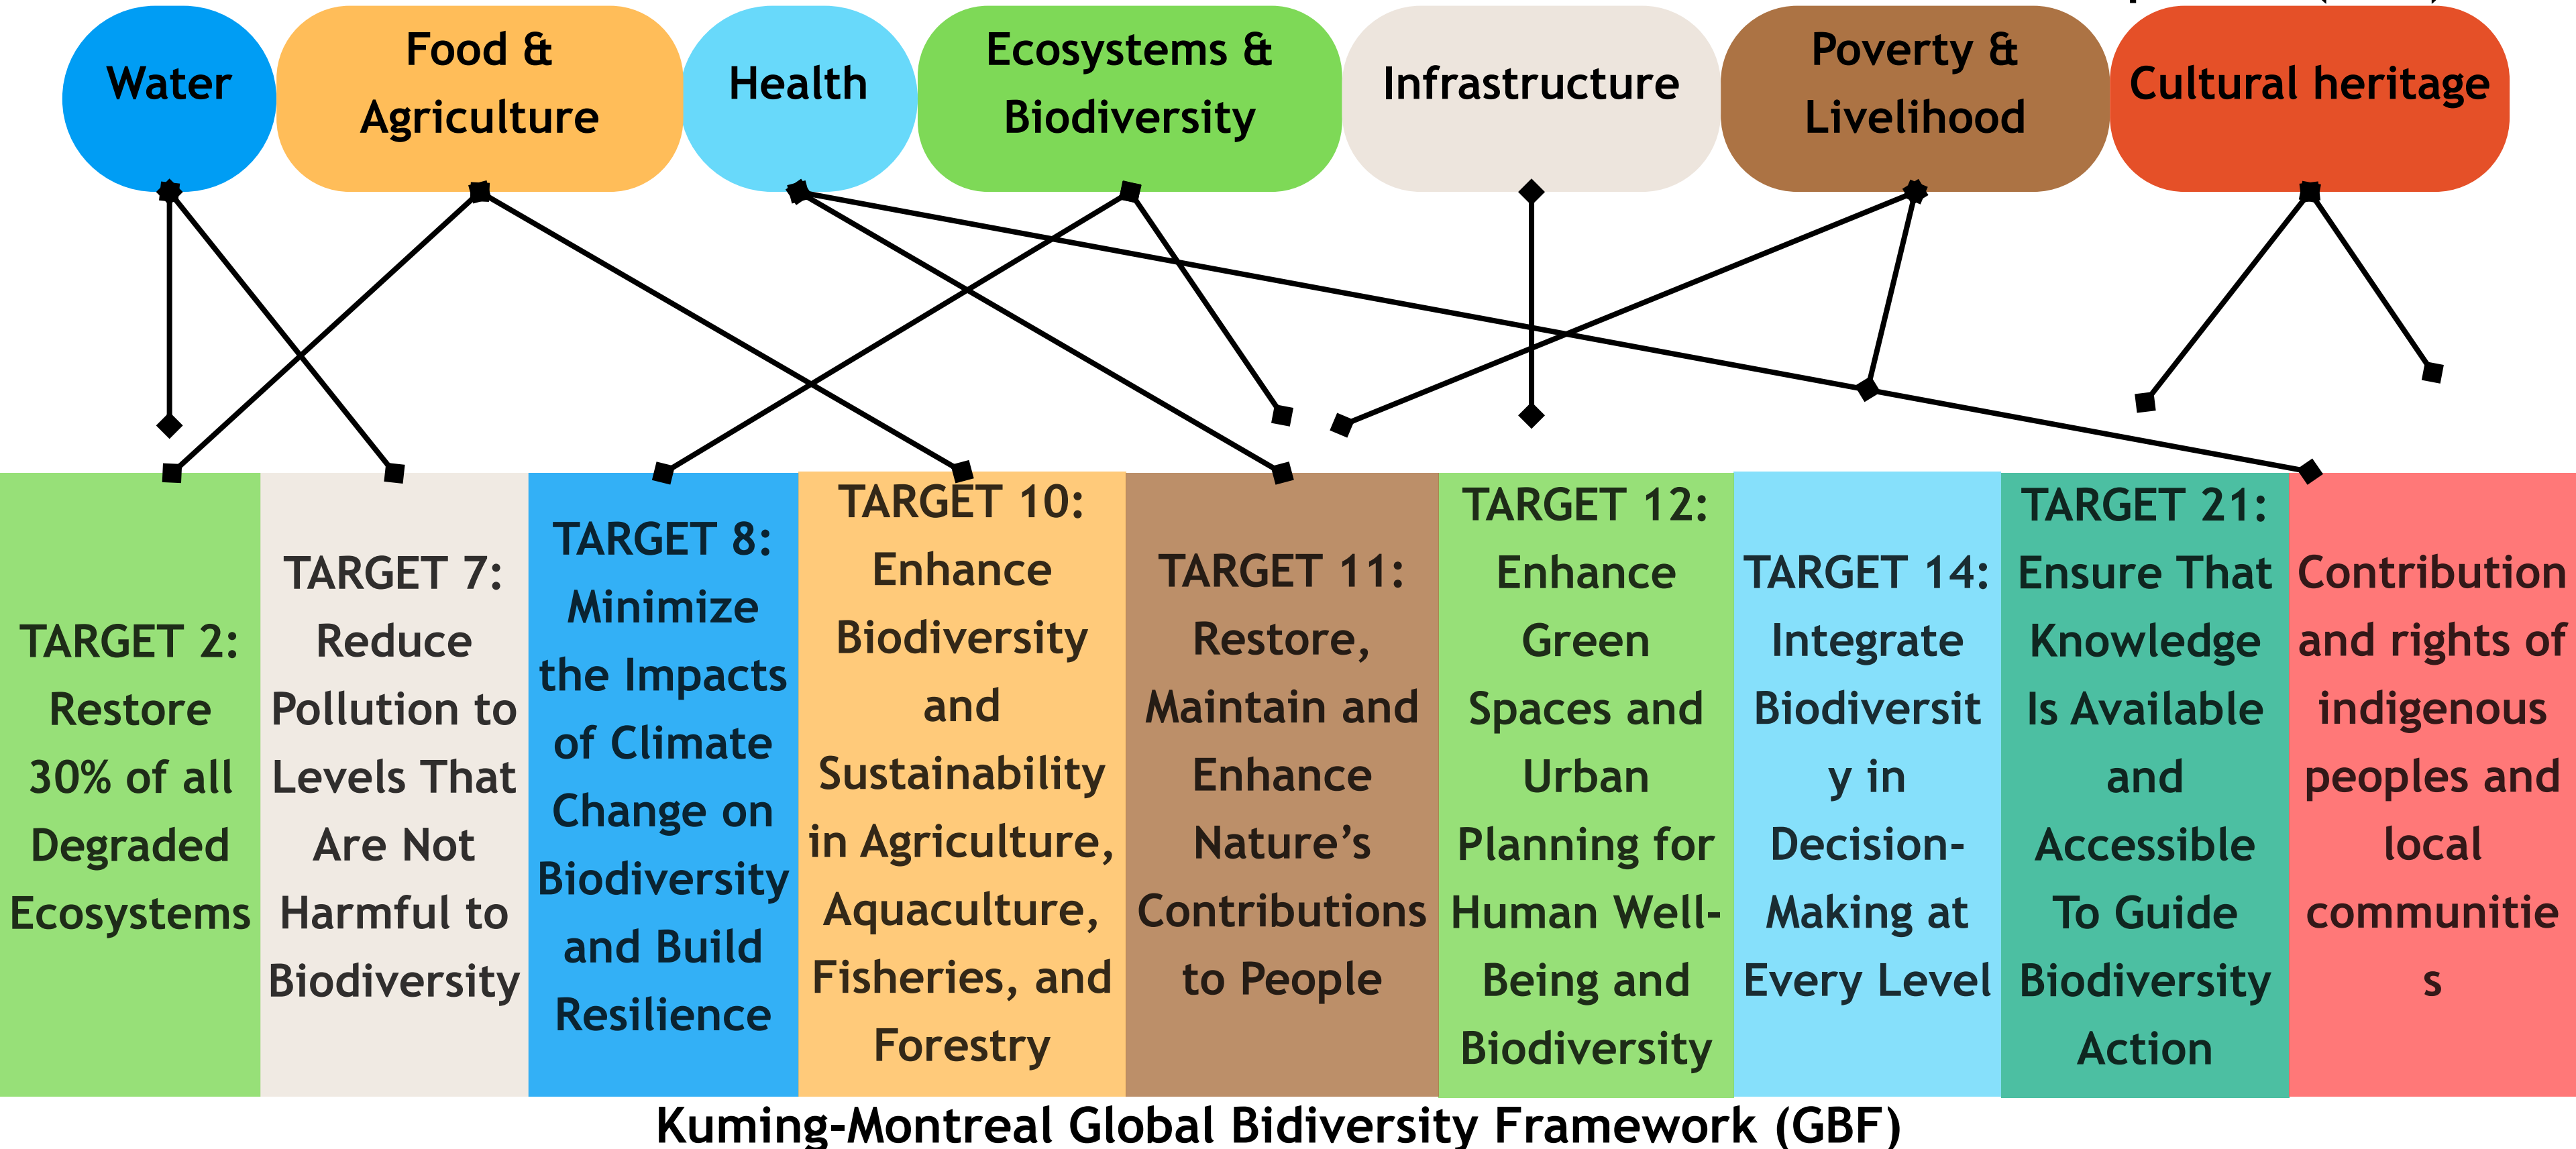 Water
Food &
Agriculture
Health
Ecosystems &
Biodiversity
Infrastructure
Poverty &
Livelihood
Cultural heritage
TARGET 2:
Restore
30% of all
Degraded
Ecosystems
TARGET 7:
Reduce
Pollution to
Levels That
Are Not
Harmful to
Biodiversity
TARGET 8:
Minimize
the Impacts
of Climate
Change on
Biodiversity
and Build
Resilience
TARGET 10:
Enhance
Biodiversity
and
Sustainability
in Agriculture,
Aquaculture,
Fisheries, and
Forestry
TARGET 11:
Restore,
Maintain and
Enhance
Nature’s
Contributions
to People
TARGET 12:
Enhance
Green
Spaces and
Urban
Planning for
Human Well-
Being and
Biodiversity
TARGET 14:
Integrate
Biodiversit
y in
Decision-
Making at
Every Level
TARGET 21:
Ensure That
Knowledge
Is Available
and
Accessible
To Guide
Biodiversity
Action
Contribution
and rights of
indigenous
peoples and
local
communitie
s
Kuming-Montreal Global Bidiversity Framework (GBF)